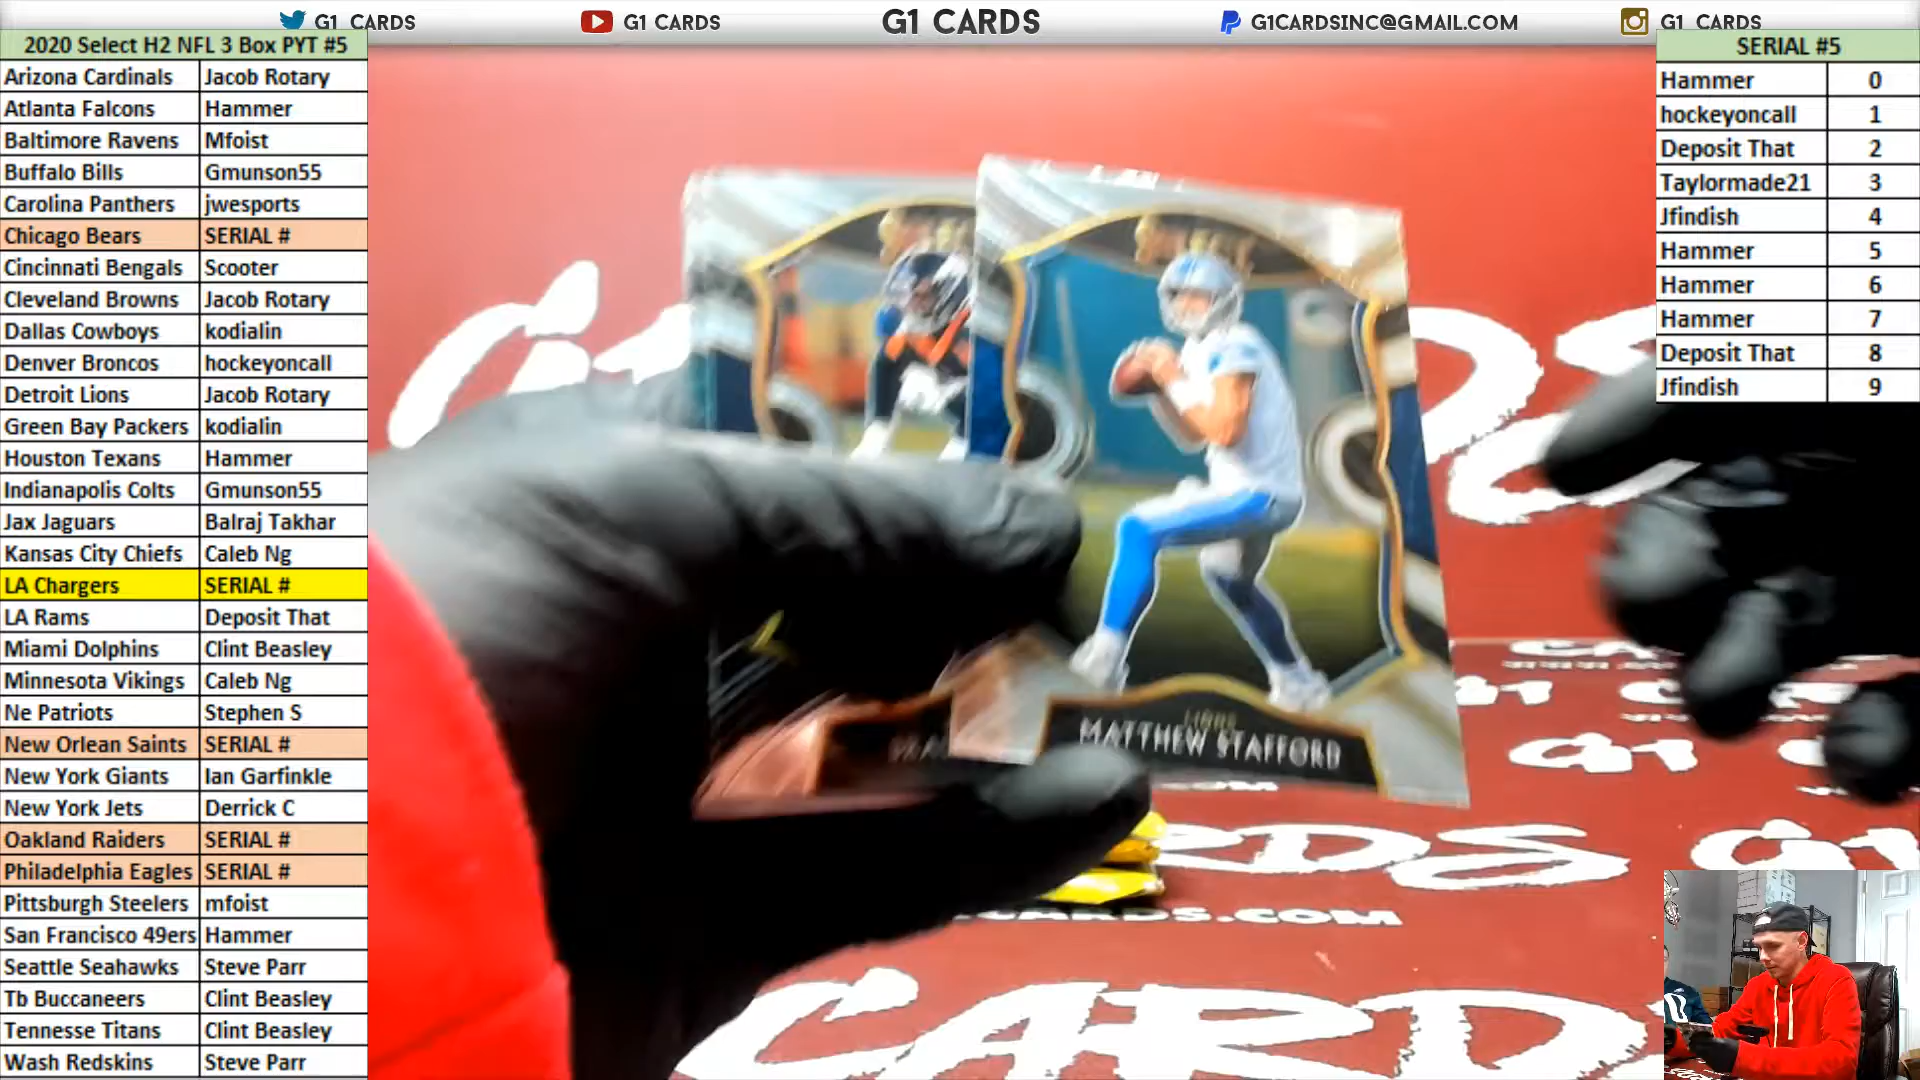 G1 CARDS
G1 CARDS
G1 CARDS
G1CARDSINC@GMAIL.COM
G1 CARDS
2020 Select H2 NFL 3 Box PYT #5
Arizona Cardinals Jacob Rotary
Atlanta Falcons Hammer
Baltimore Ravens Mfoist
Buffalo Bills Gmunson55
Carolina Panthers jwesports
Chicago Bears SERIAL #
Cincinnati Bengals Scooter
Cleveland Browns Jacob Rotary
Dallas Cowboys kodialin
Denver Broncos hockeyoncall
Detroit Lions Jacob Rotary
Green Bay Packers kodialin
Houston Texans Hammer
Indianapolis Colts Gmunson55
Jax Jaguars Balraj Takhar
Kansas City Chiefs Caleb Ng
LA Chargers SERIAL #
LA Rams Deposit That
Miami Dolphins Clint Beasley
Minnesota Vikings Caleb Ng
Ne Patriots Stephen S
New Orlean Saints SERIAL #
New York Giants Ian Garfinkle
New York Jets Derrick C
Oakland Raiders SERIAL #
Philadelphia Eagles SERIAL #
Pittsburgh Steelers mfoist
San Francisco 49ers Hammer
Seattle Seahawks Steve Parr
Tb Buccaneers Clint Beasley
Tennesse Titans Clint Beasley
Wash Redskins Steve Parr
SERIAL #5
Hammer 0
hockeyoncall 1
Deposit That 2
Taylormade21 3
Jfindish 4
Hammer 5
Hammer 6
Hammer 7
Deposit That 8
Jfindish 9
SELECT
LIONS
MATTHEW STAFFORD
CARDS